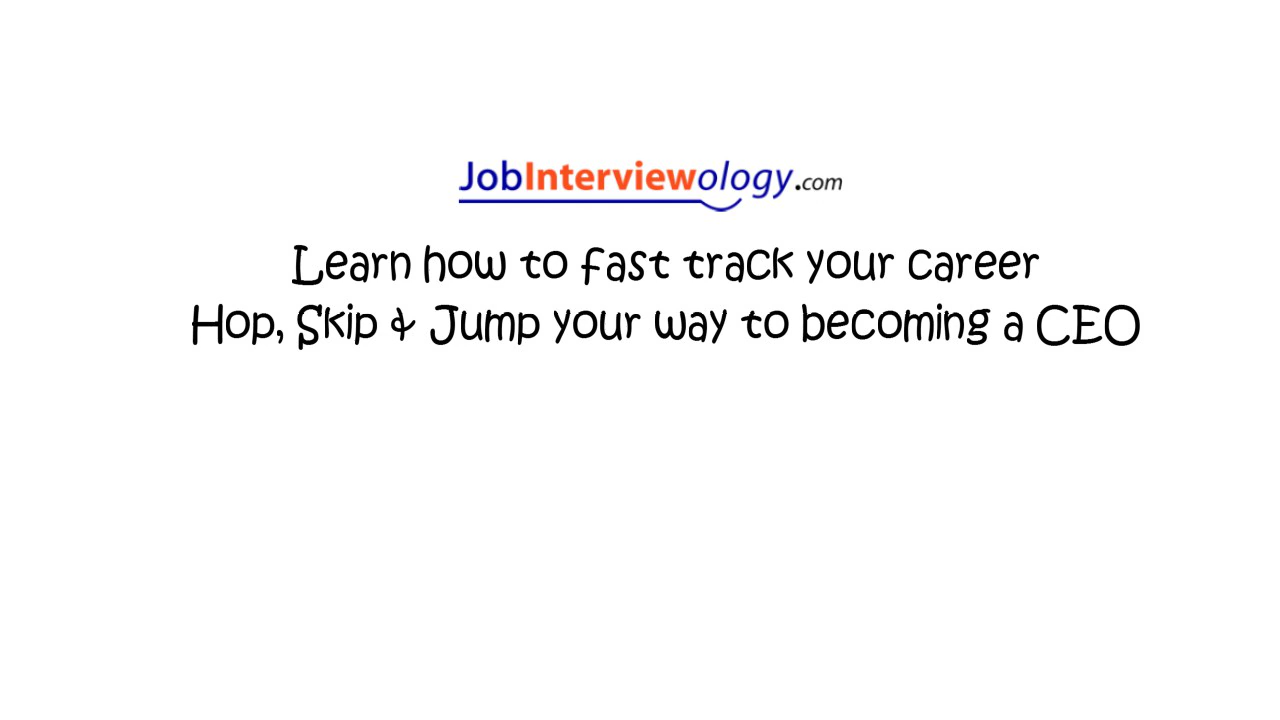 JobInterviewology.com
Learn how to fast track your career
Hop, Skip & Jump your way to becoming a CEO